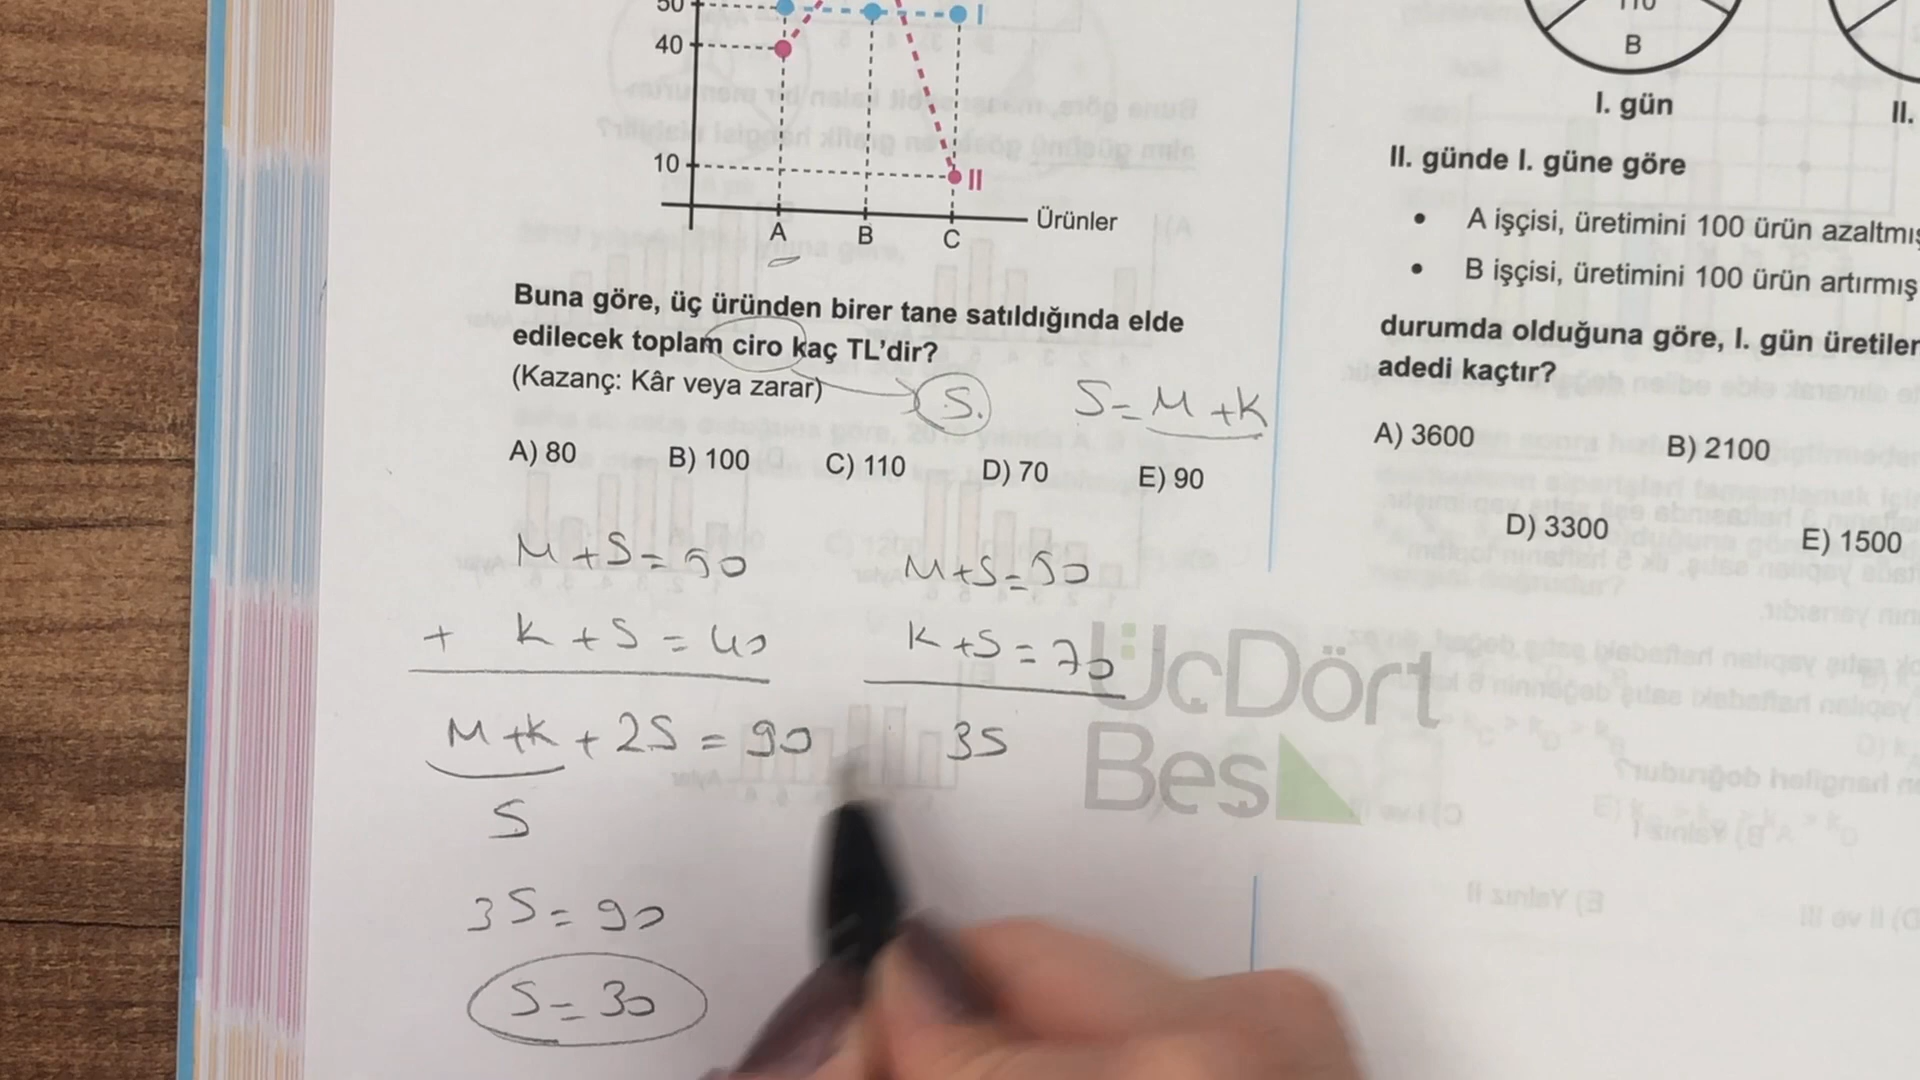 50
I
40
10
II
Ürünler
A
B
C
Buna göre, üç üründen birer tane satıldığında elde
edilecek toplam ciro kaç TL'dir?
(Kazanç: Kâr veya zarar)
S.
S = M + K
A) 80
B) 100
C) 110
D) 70
E) 90
M + S = 50
+ K + S = 40
M + K + 2S = 90
S
3S = 90
S = 30
M + S = 50
K + S = 70
3S
ÜçDört
Beş
110
B
I. gün
II.
II. günde I. güne göre
• A işçisi, üretimini 100 ürün azaltmış
• B işçisi, üretimini 100 ürün artırmış
durumda olduğuna göre, I. gün üretilen
adedi kaçtır?
A) 3600
B) 2100
D) 3300
E) 1500